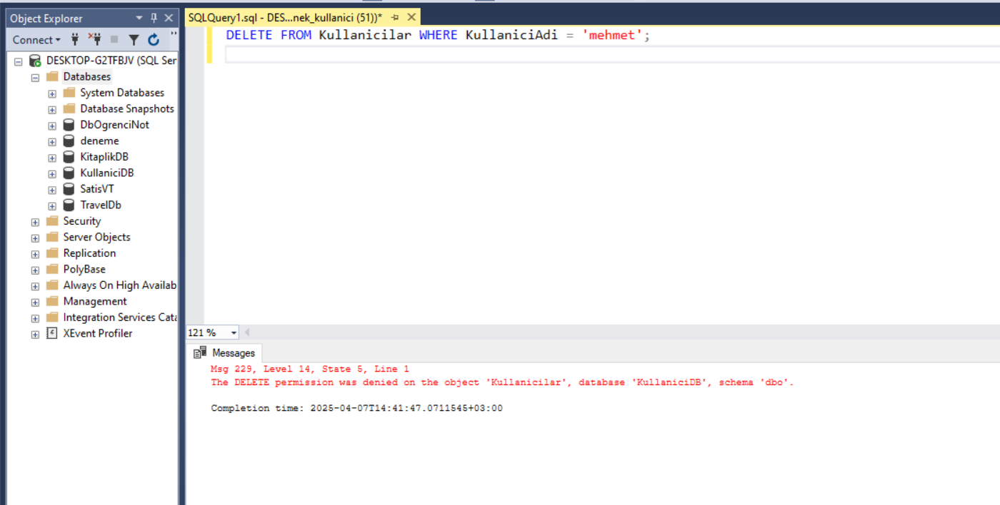 Object Explorer
Connect
DESKTOP-G2TFBJV (SQL Ser
Databases
System Databases
Database Snapshots
DbOgrenciNot
deneme
KitaplikDB
KullaniciDB
SatisVT
TravelDb
Security
Server Objects
Replication
PolyBase
Always On High Availab
Management
Integration Services Cata
XEvent Profiler
SQLQuery1.sql - DES...nek_kullanici (51))*
DELETE FROM Kullanicilar WHERE KullaniciAdi = 'mehmet';
121 %
Messages
Msg 229, Level 14, State 5, Line 1
The DELETE permission was denied on the object 'Kullanicilar', database 'KullaniciDB', schema 'dbo'.
Completion time: 2025-04-07T14:41:47.0711545+03:00